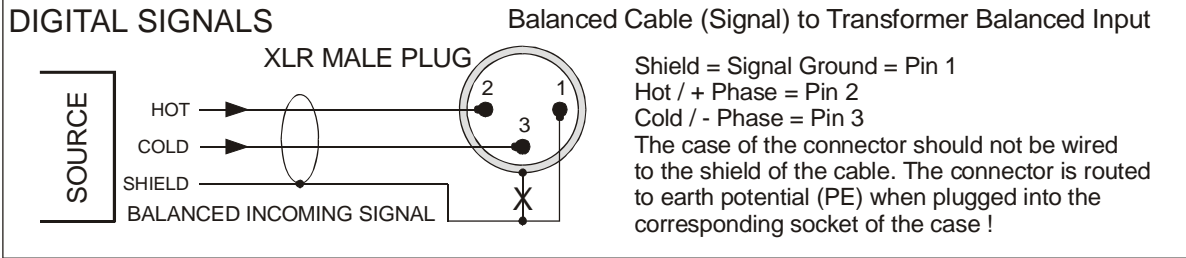 DIGITAL SIGNALS
Balanced Cable (Signal) to Transformer Balanced Input
XLR MALE PLUG
SOURCE
HOT
COLD
SHIELD
BALANCED INCOMING SIGNAL
2
1
3
X
Shield = Signal Ground = Pin 1
Hot / + Phase = Pin 2
Cold / - Phase = Pin 3
The case of the connector should not be wired
to the shield of the cable. The connector is routed
to earth potential (PE) when plugged into the
corresponding socket of the case !